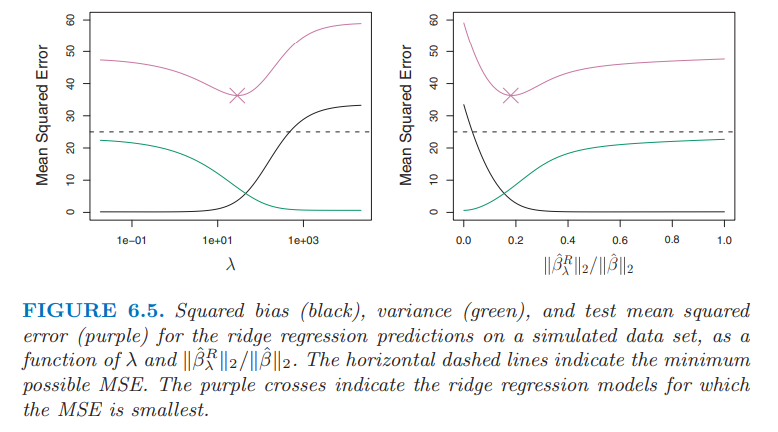 Mean Squared Error
60
50
40
30
20
10
0
1e−01 1e+01 1e+03
λ
Mean Squared Error
60
50
40
30
20
10
0
0.0 0.2 0.4 0.6 0.8 1.0
‖β̂ᴿ_λ‖₂/‖β̂‖₂
FIGURE 6.5. Squared bias (black), variance (green), and test mean squared
error (purple) for the ridge regression predictions on a simulated data set, as a
function of λ and ‖β̂ᴿ_λ‖₂/‖β̂‖₂. The horizontal dashed lines indicate the minimum
possible MSE. The purple crosses indicate the ridge regression models for which
the MSE is smallest.